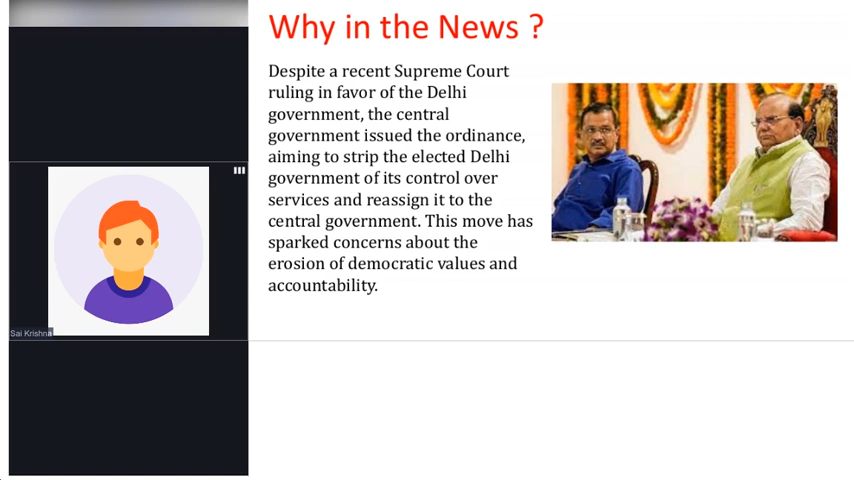 Why in the News ?
Despite a recent Supreme Court
ruling in favor of the Delhi
government, the central
government issued the ordinance,
aiming to strip the elected Delhi
government of its control over
services and reassign it to the
central government. This move has
sparked concerns about the
erosion of democratic values and
accountability.
Sai Krishna